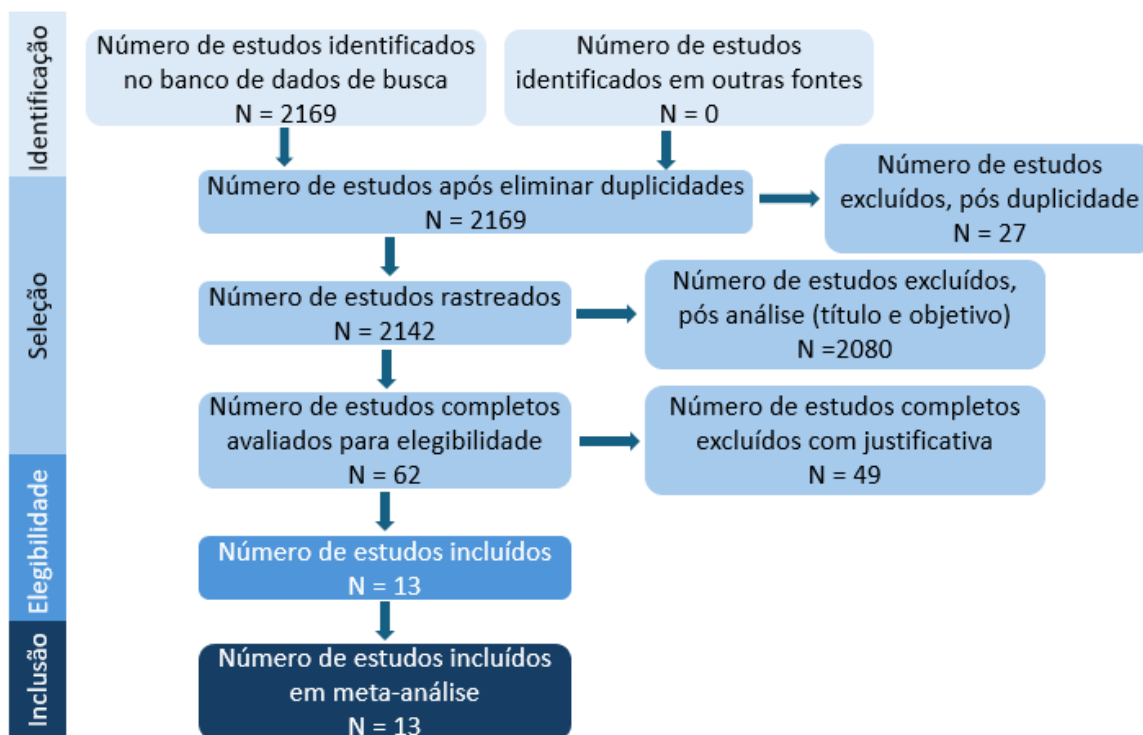 Identificação
Número de estudos identificados
no banco de dados de busca
N = 2169
Número de estudos
identificados em outras fontes
N = 0
Seleção
Número de estudos após eliminar duplicidades
N = 2169
Número de estudos
excluídos, pós duplicidade
N = 27
Número de estudos rastreados
N = 2142
Número de estudos excluídos,
pós análise (título e objetivo)
N =2080
Número de estudos completos
avaliados para elegibilidade
N = 62
Número de estudos completos
excluídos com justificativa
N = 49
Elegibilidade
Número de estudos incluídos
N = 13
Inclusão
Número de estudos incluídos
em meta-análise
N = 13